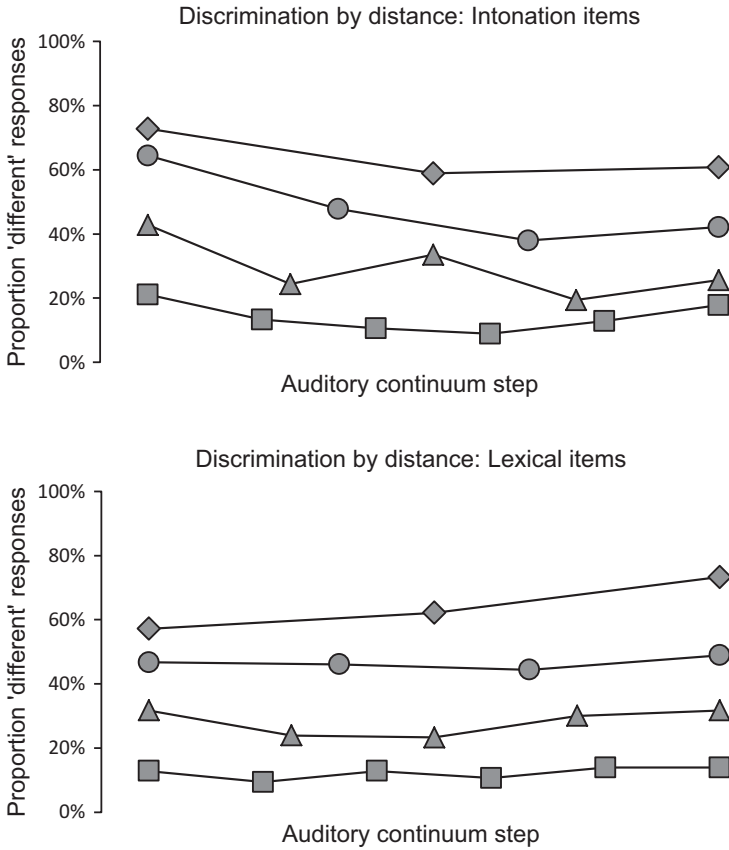 Discrimination by distance: Intonation items
Proportion 'different' responses
100%
80%
60%
40%
20%
0%
Auditory continuum step
Discrimination by distance: Lexical items
Proportion 'different' responses
100%
80%
60%
40%
20%
0%
Auditory continuum step